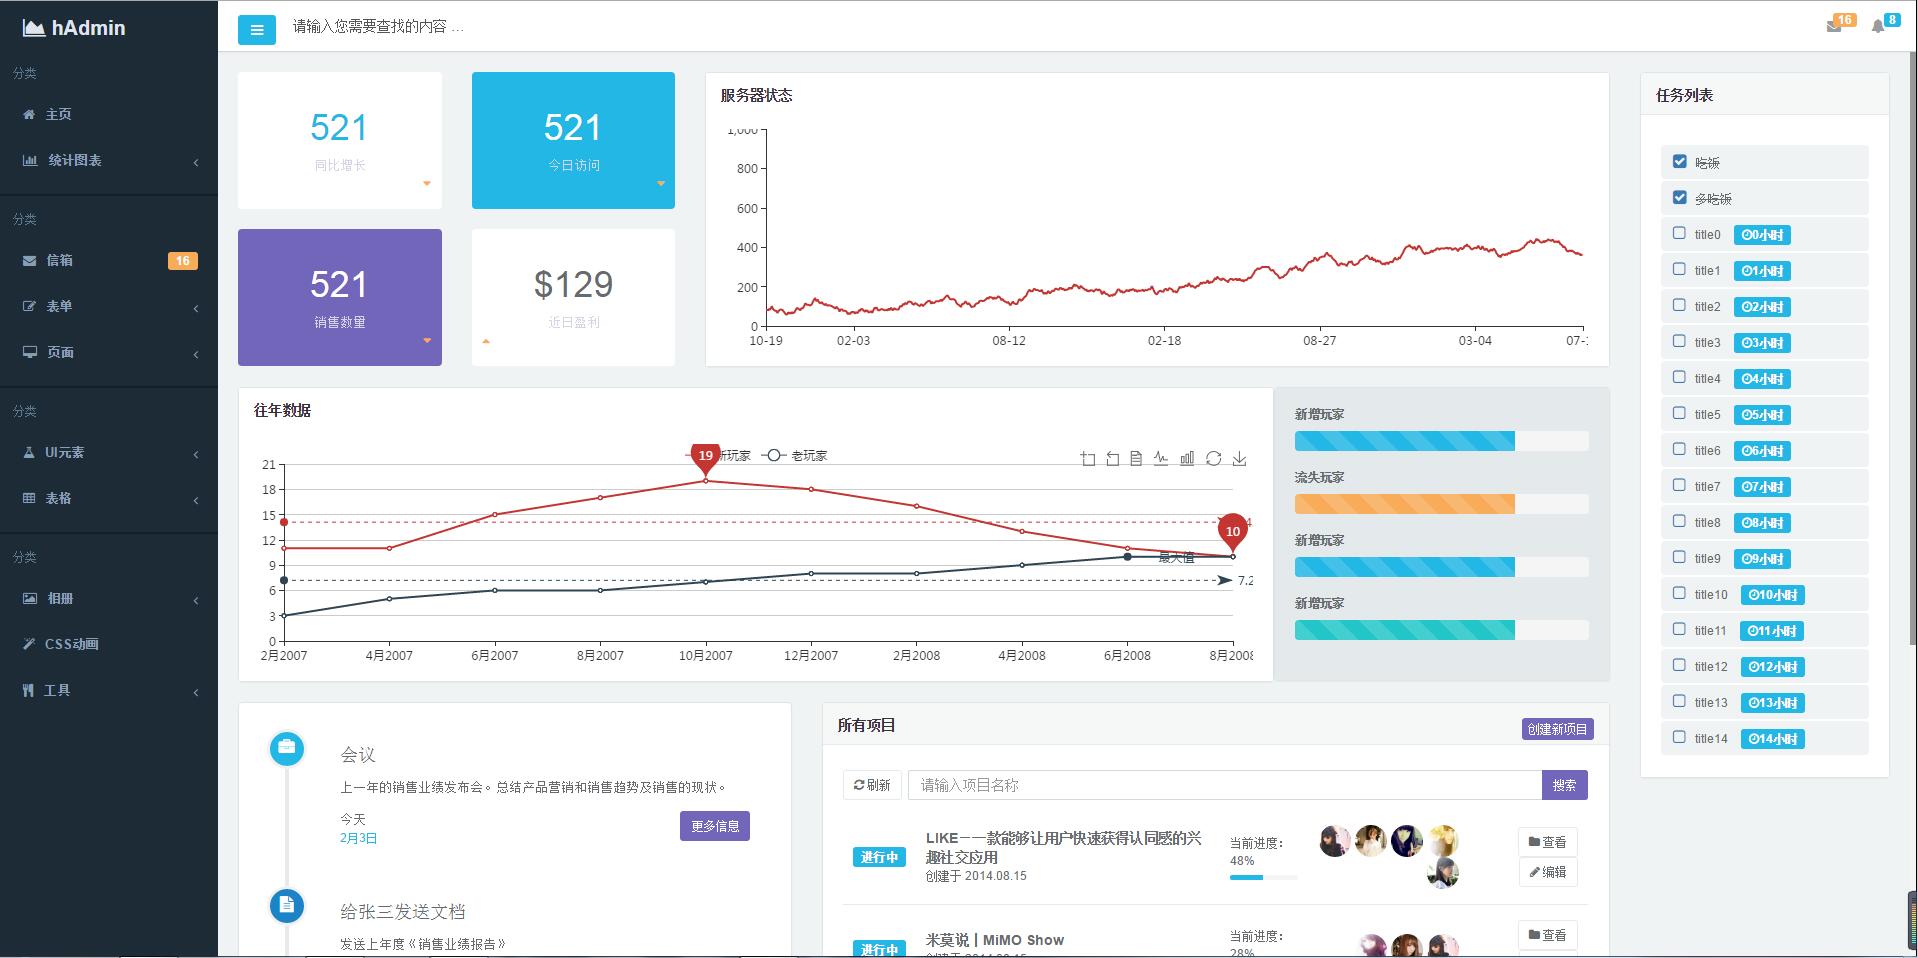 hAdmin
分类
主页
统计图表
分类
信箱
16
表单
页面
分类
UI元素
表格
分类
相册
CSS动画
工具
请输入您需要查找的内容 …
16
8
521
同比增长
521
今日访问
521
销售数量
$129
近日盈利
服务器状态
1,000
800
600
400
200
0
10-19
02-03
08-12
02-18
08-27
03-04
往年数据
19
老玩家
21
18
15
12
9
6
3
0
10
最大值
2月2007
4月2007
6月2007
8月2007
10月2007
12月2007
2月2008
4月2008
6月2008
8月2008
新增玩家
流失玩家
新增玩家
新增玩家
会议
上一年的销售业绩发布会。总结产品营销和销售趋势及销售的现状。
今天
2月3日
更多信息
给张三发送文档
发送上年度《销售业绩报告》
所有项目
创建新项目
刷新
请输入项目名称
搜索
进行中
LIKE－一款能够让用户快速获得认同感的兴
趣社交应用
创建于 2014.08.15
当前进度：
48%
查看
编辑
进行中
米莫说 | MiMO Show
当前进度：
28%
查看
任务列表
吃饭
多吃饭
title0 0小时
title1 1小时
title2 2小时
title3 3小时
title4 4小时
title5 5小时
title6 6小时
title7 7小时
title8 8小时
title9 9小时
title10 10小时
title11 11小时
title12 12小时
title13 13小时
title14 14小时